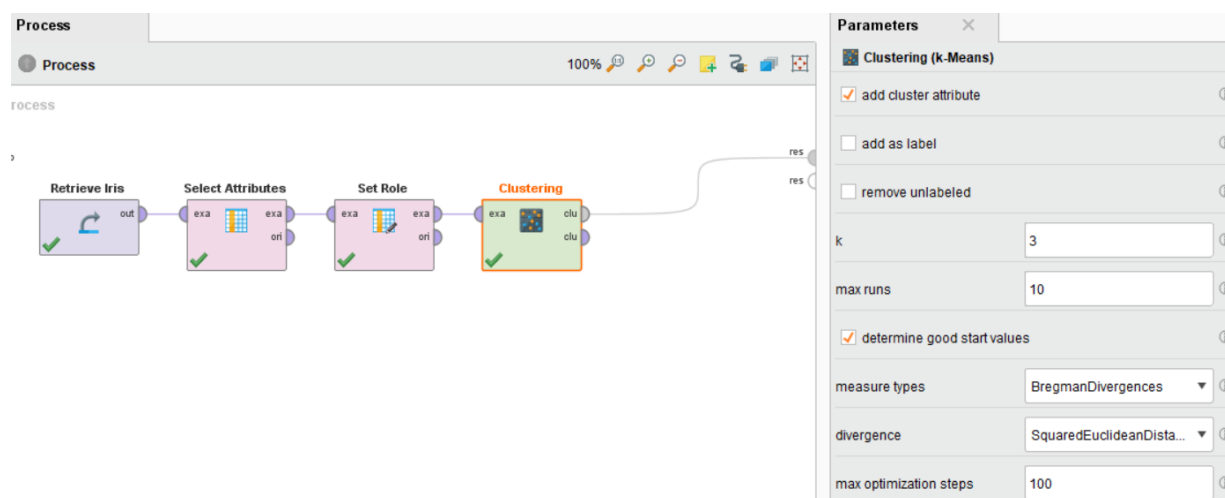 Process
Process
100%
rocess
res
res
Retrieve Iris
out
Select Attributes
exa
exa
ori
Set Role
exa
exa
ori
Clustering
exa
clu
clu
Parameters
Clustering (k-Means)
add cluster attribute
add as label
remove unlabeled
k
3
max runs
10
determine good start values
measure types
BregmanDivergences
divergence
SquaredEuclideanDista...
max optimization steps
100